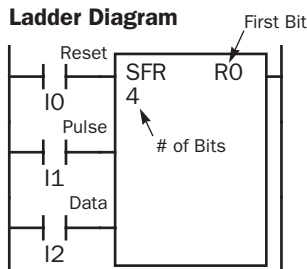 Ladder Diagram
First Bit
Reset
SFR R0
I0
4
Pulse
# of Bits
I1
Data
I2